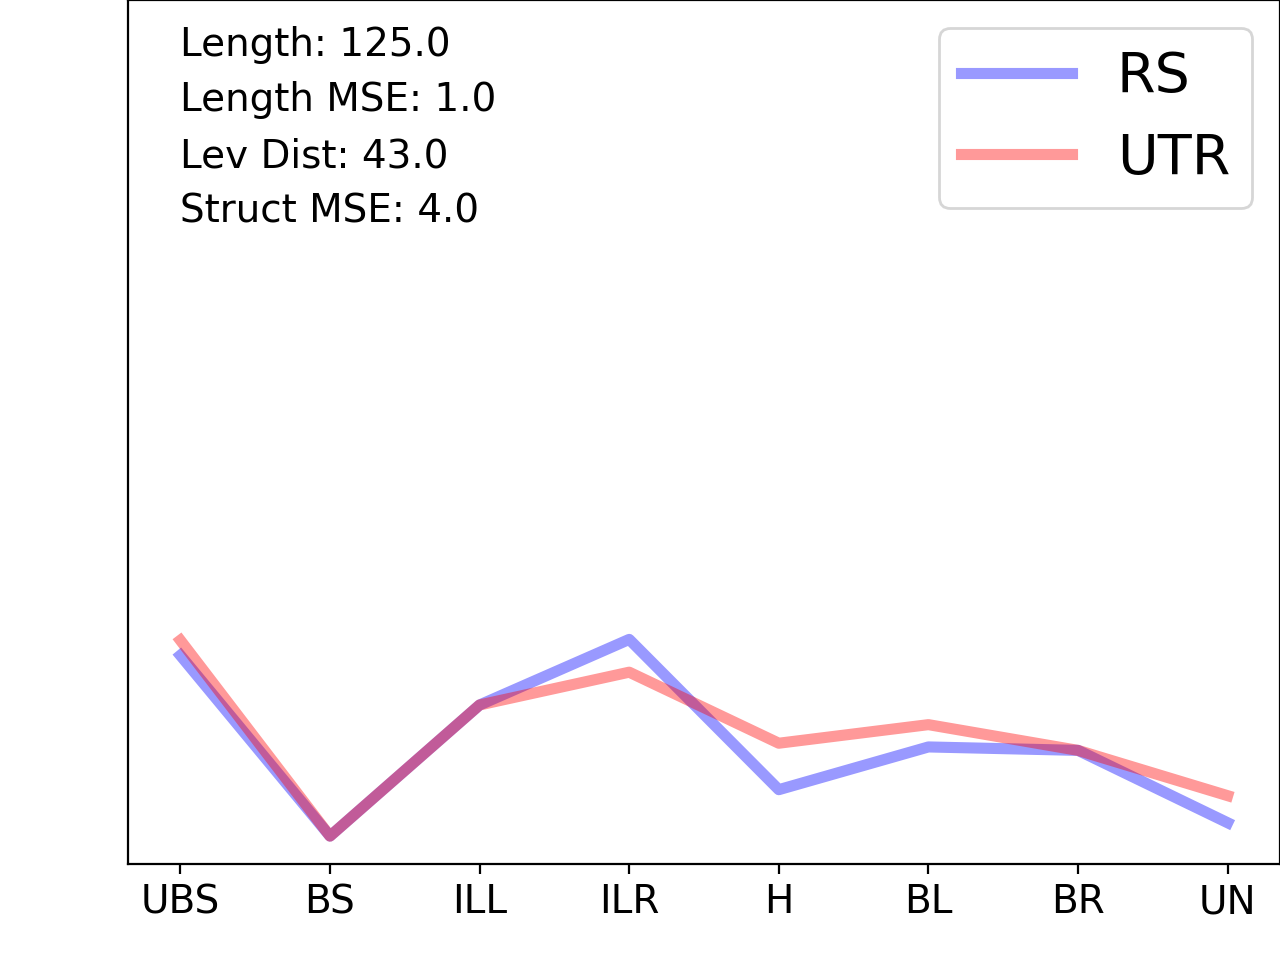 Length: 125.0
Length MSE: 1.0
Lev Dist: 43.0
Struct MSE: 4.0
RS
UTR
UBS BS ILL ILR H BL BR UN